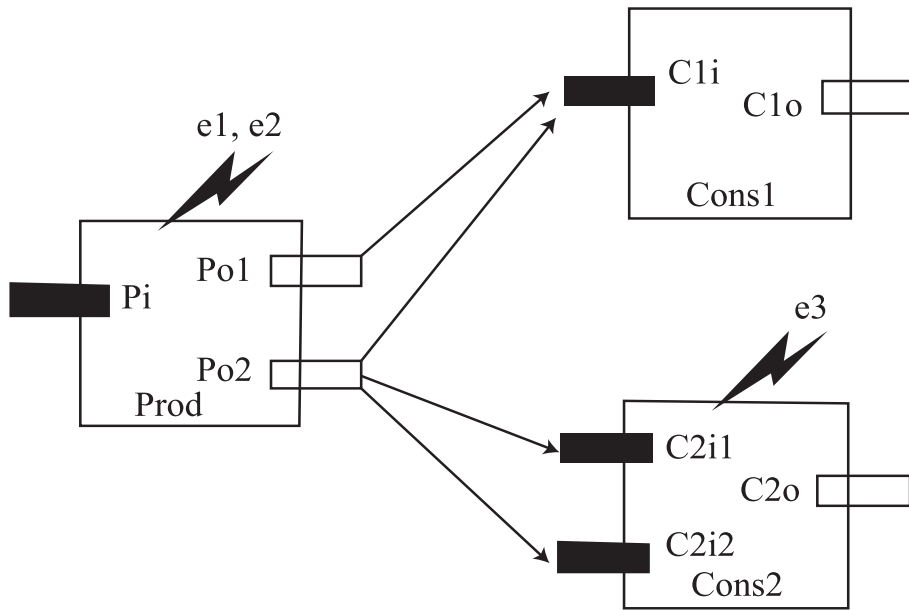 e1, e2
Pi
Po1
Po2
Prod
C1i
C1o
Cons1
e3
C2i1
C2o
C2i2
Cons2